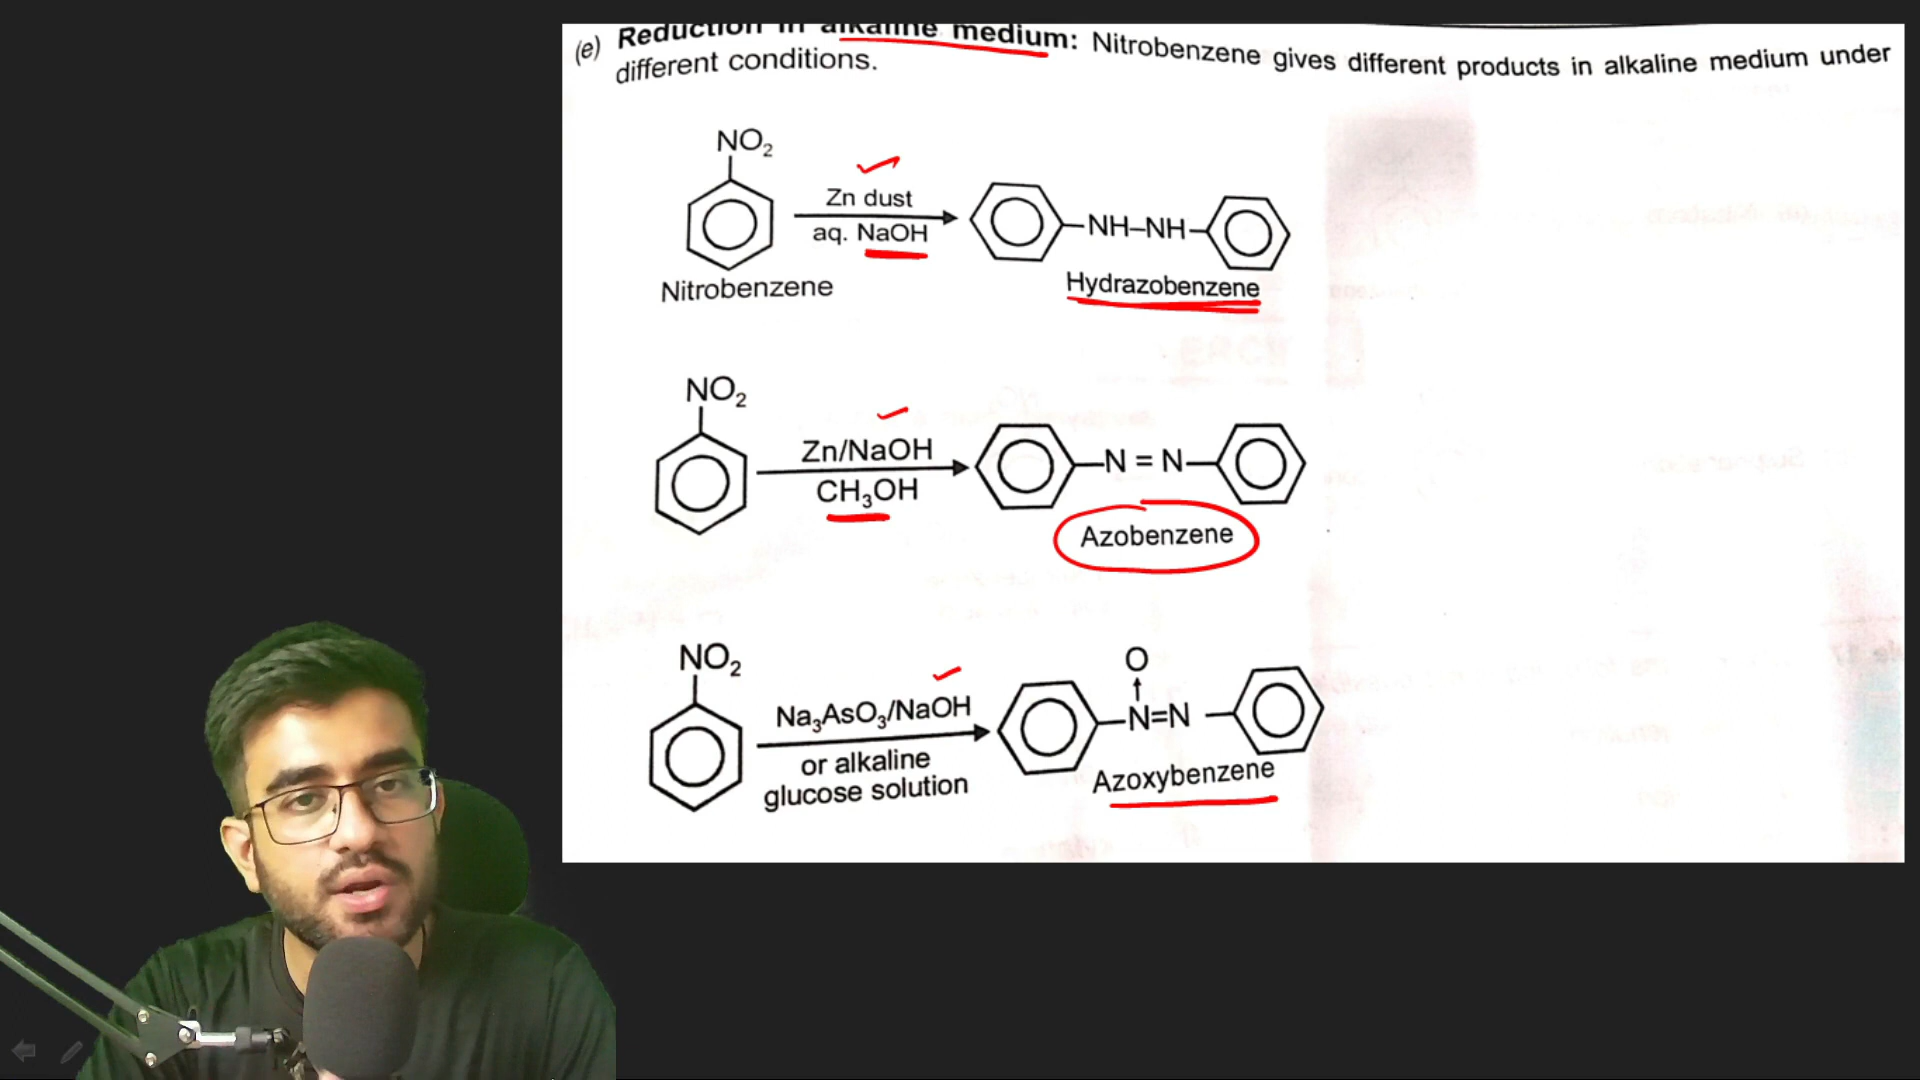 (e) Reduction in alkaline medium: Nitrobenzene gives different products in alkaline medium under
different conditions.
NO₂
Zn dust
aq. NaOH
NH–NH
Nitrobenzene
Hydrazobenzene
NO₂
Zn/NaOH
CH₃OH
N = N
Azobenzene
NO₂
O
Na₃AsO₃/NaOH
N=N
or alkaline
glucose solution
Azoxybenzene